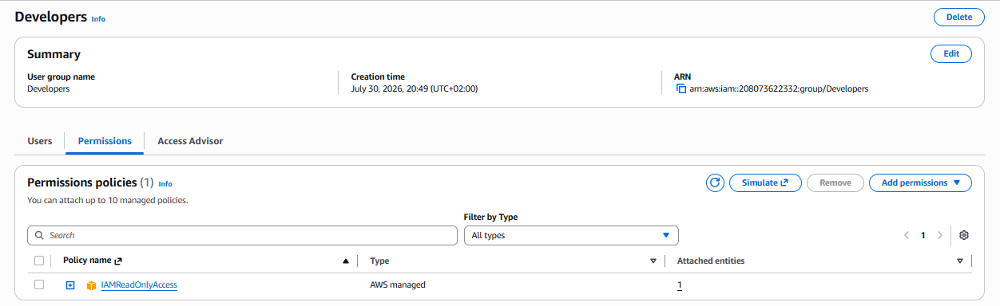 Developers Info
Delete
Summary
Edit
User group name
Developers
Creation time
July 30, 2026, 20:49 (UTC+02:00)
ARN
arn:aws:iam::208073622332:group/Developers
Users
Permissions
Access Advisor
Permissions policies (1) Info
Simulate
Remove
Add permissions
You can attach up to 10 managed policies.
Filter by Type
Search
All types
1
Policy name
Type
Attached entities
IAMReadOnlyAccess
AWS managed
1